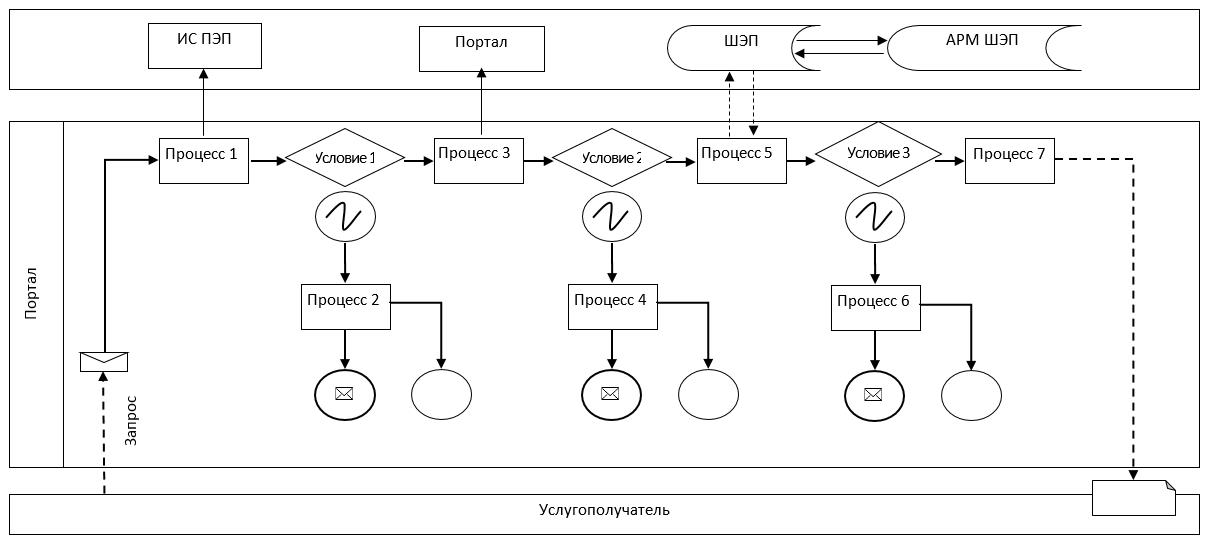 ИС ПЭП
Портал
ШЭП
АРМ ШЭП
Процесс 1
Условие 1
Процесс 3
Условие 2
Процесс 5
Условие 3
Процесс 7
Портал
Процесс 2
Процесс 4
Процесс 6
Запрос
Услугополучатель